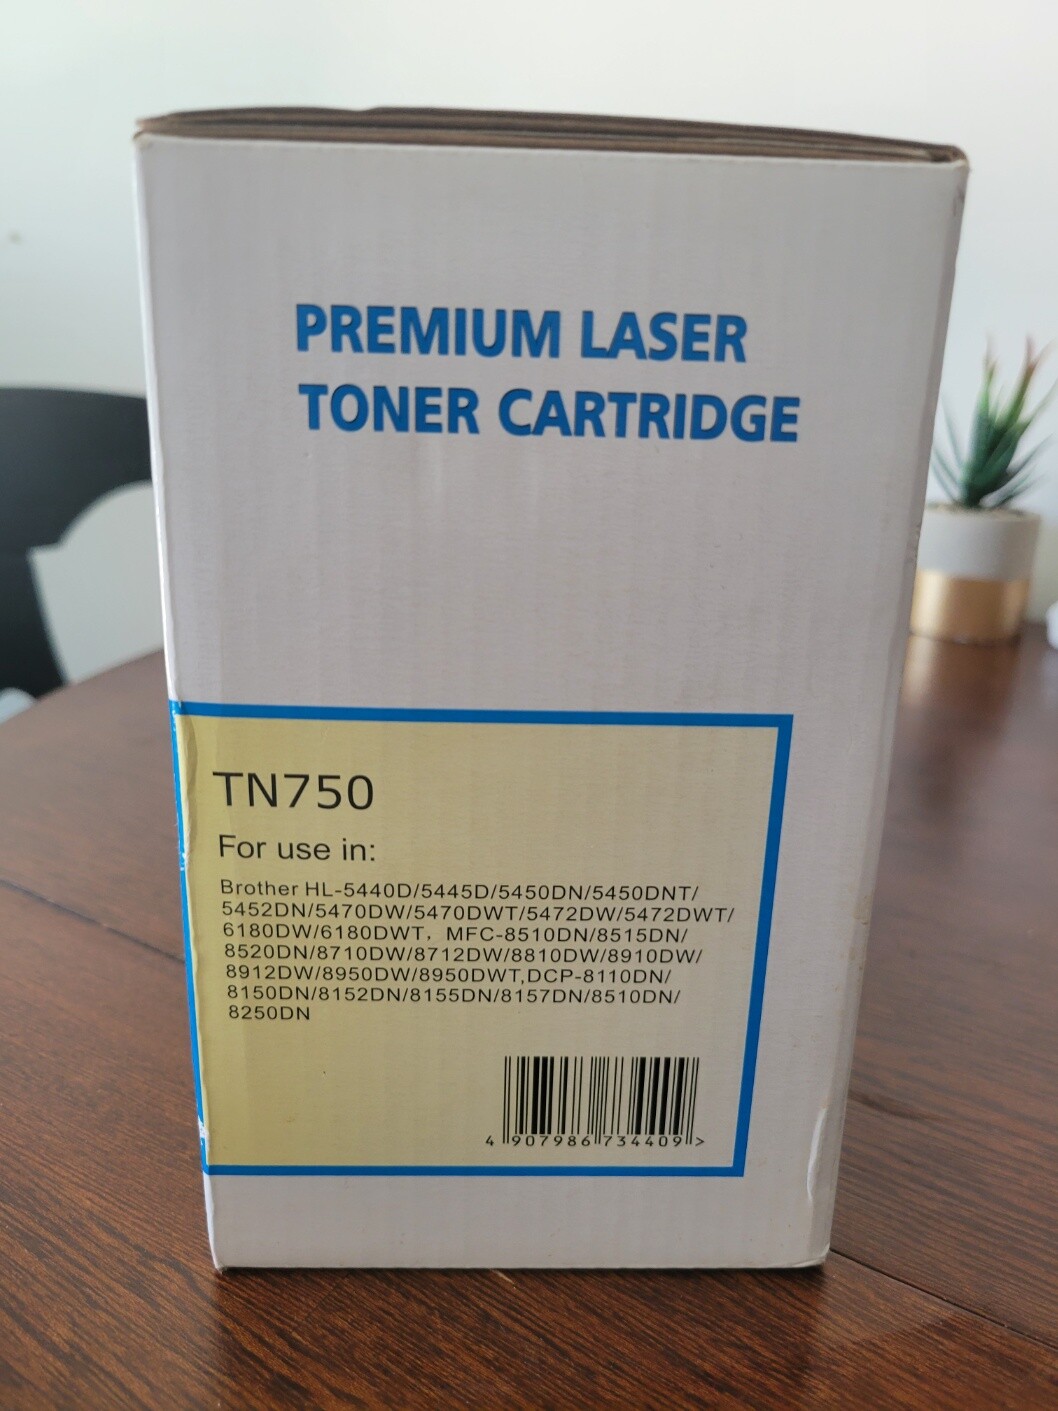 PREMIUM LASER
TONER CARTRIDGE
TN750
For use in:
Brother HL-5440D/5445D/5450DN/5450DNT/
5452DN/5470DW/5470DWT/5472DW/5472DWT/
6180DW/6180DWT，MFC-8510DN/8515DN/
8520DN/8710DW/8712DW/8810DW/8910DW/
8912DW/8950DW/8950DWT,DCP-8110DN/
8150DN/8152DN/8155DN/8157DN/8510DN/
8250DN
4 907986 734409 >